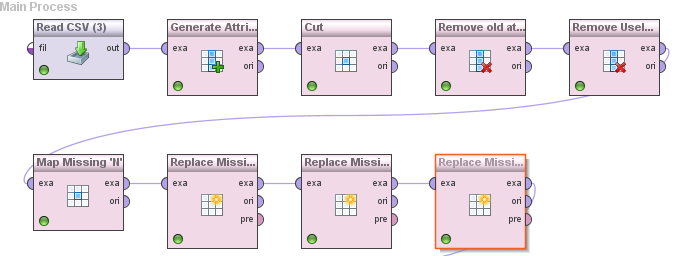 Main Process
Read CSV (3)
fil out
Generate Attri...
exa exa
ori
Cut
exa exa
ori
Remove old at...
exa exa
ori
Remove Usel...
exa exa
ori
Map Missing 'N'
exa exa
ori
Replace Missi...
exa exa
ori
pre
Replace Missi...
exa exa
ori
pre
Replace Missi...
exa exa
ori
pre